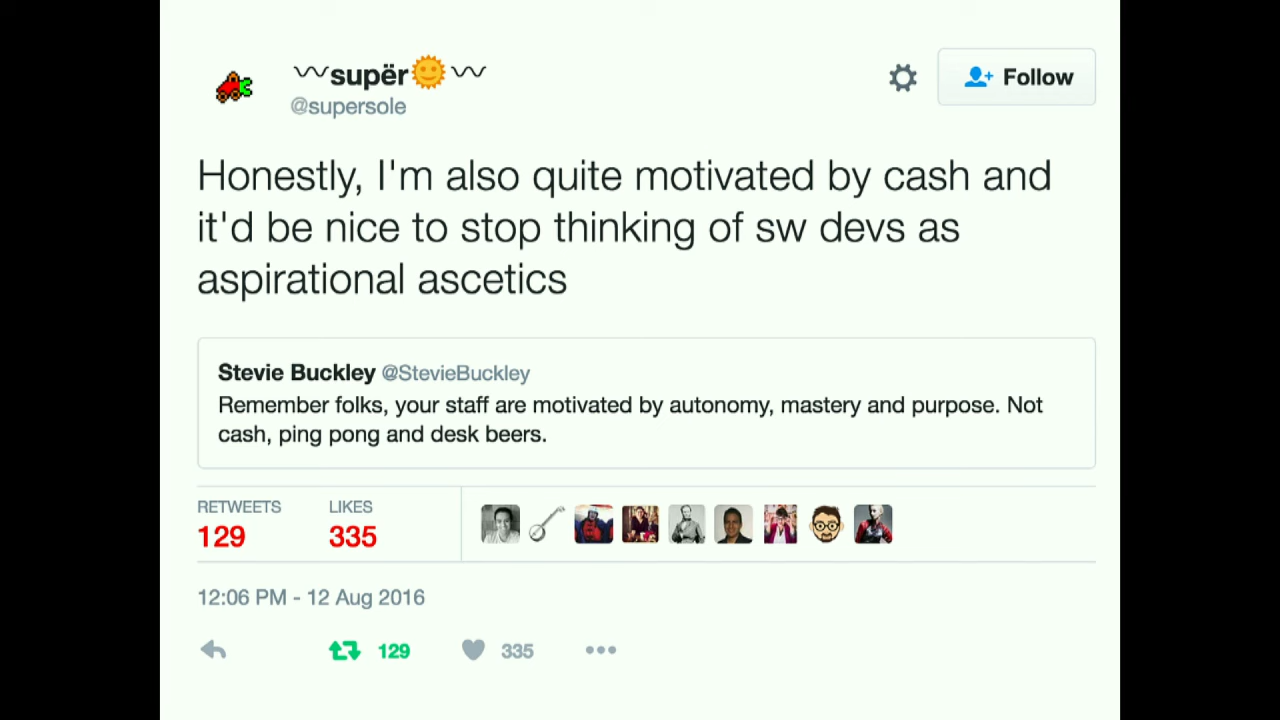 〰supër🌞〰
@supersole
Follow
Honestly, I'm also quite motivated by cash and
it'd be nice to stop thinking of sw devs as
aspirational ascetics
Stevie Buckley @StevieBuckley
Remember folks, your staff are motivated by autonomy, mastery and purpose. Not
cash, ping pong and desk beers.
RETWEETS LIKES
129 335
12:06 PM - 12 Aug 2016
129 335